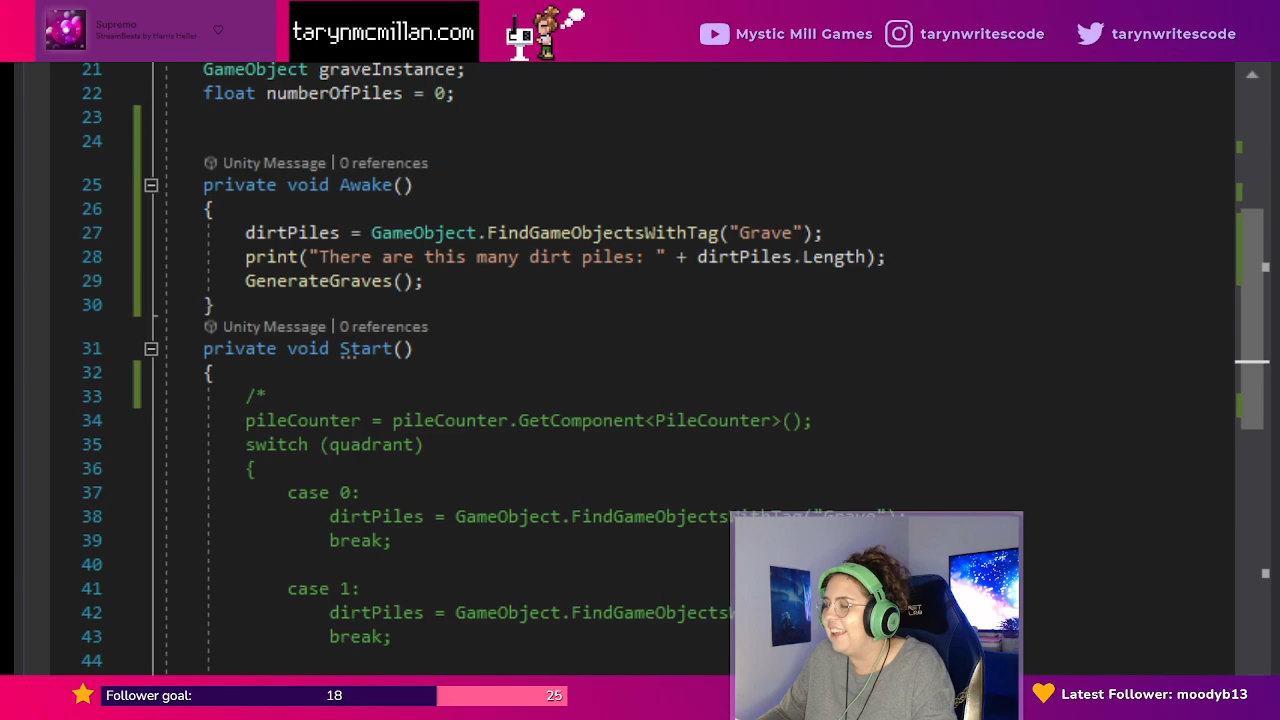 Supremo
StreamBeats by Harris Heller
tarynmcmillan.com
Mystic Mill Games
tarynwritescode
tarynwritescode
21 GameObject graveInstance;
22 float numberOfPiles = 0;
23
24
Unity Message | 0 references
25 private void Awake()
26 {
27 dirtPiles = GameObject.FindGameObjectsWithTag("Grave");
28 print("There are this many dirt piles: " + dirtPiles.Length);
29 GenerateGraves();
30 }
Unity Message | 0 references
31 private void Start()
32 {
33 /*
34 pileCounter = pileCounter.GetComponent<PileCounter>();
35 switch (quadrant)
36 {
37 case 0:
38 dirtPiles = GameObject.FindGameObjectsWithTag("Grave");
39 break;
40
41 case 1:
42 dirtPiles = GameObject.FindGameObjectsW
43 break;
44
Follower goal: 18 25
Latest Follower: moodyb13